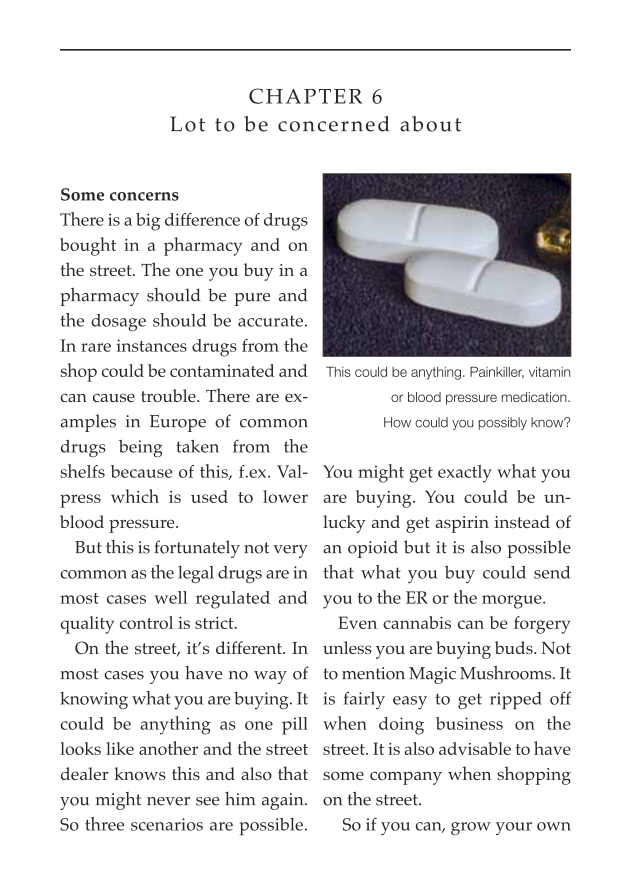 CHAPTER 6
Lot to be concerned about
Some concerns
There is a big difference of drugs
bought in a pharmacy and on
the street. The one you buy in a
pharmacy should be pure and
the dosage should be accurate.
In rare instances drugs from the
shop could be contaminated and
can cause trouble. There are ex-
amples in Europe of common
drugs being taken from the
shelfs because of this, f.ex. Val-
press which is used to lower
blood pressure.
But this is fortunately not very
common as the legal drugs are in
most cases well regulated and
quality control is strict.
On the street, it's different. In
most cases you have no way of
knowing what you are buying. It
could be anything as one pill
looks like another and the street
dealer knows this and also that
you might never see him again.
So three scenarios are possible.
This could be anything. Painkiller, vitamin
or blood pressure medication.
How could you possibly know?
You might get exactly what you
are buying. You could be un-
lucky and get aspirin instead of
an opioid but it is also possible
that what you buy could send
you to the ER or the morgue.
Even cannabis can be forgery
unless you are buying buds. Not
to mention Magic Mushrooms. It
is fairly easy to get ripped off
when doing business on the
street. It is also advisable to have
some company when shopping
on the street.
So if you can, grow your own